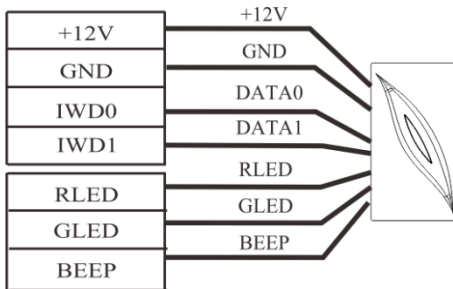 +12V
+12V
GND
GND
IWD0
DATA0
IWD1
DATA1
RLED
RLED
GLED
GLED
BEEP
BEEP